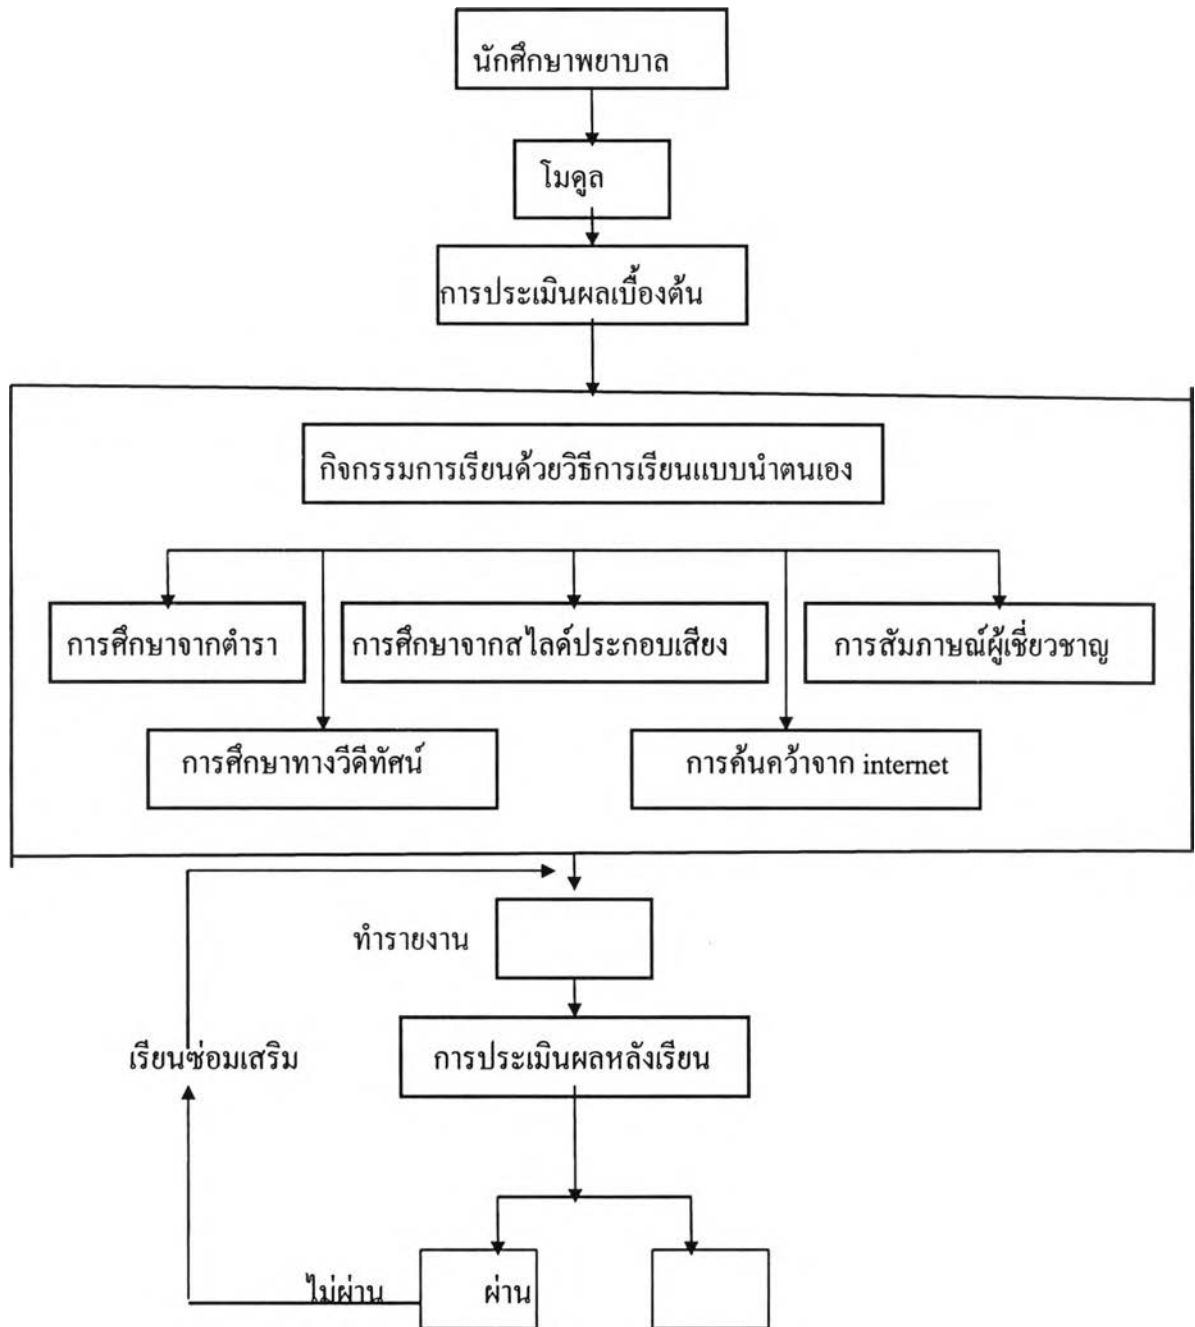 นักศึกษาพยาบาล
โมดูล
การประเมินผลเบื้องต้น
กิจกรรมการเรียนด้วยวิธีการเรียนแบบนำตนเอง
การศึกษาจากตำรา
การศึกษาจากสไลด์ประกอบเสียง
การสัมภาษณ์ผู้เชี่ยวชาญ
การศึกษาทางวีดีทัศน์
การค้นคว้าจาก internet
ทำรายงาน
เรียนซ่อมเสริม
การประเมินผลหลังเรียน
ไม่ผ่าน
ผ่าน